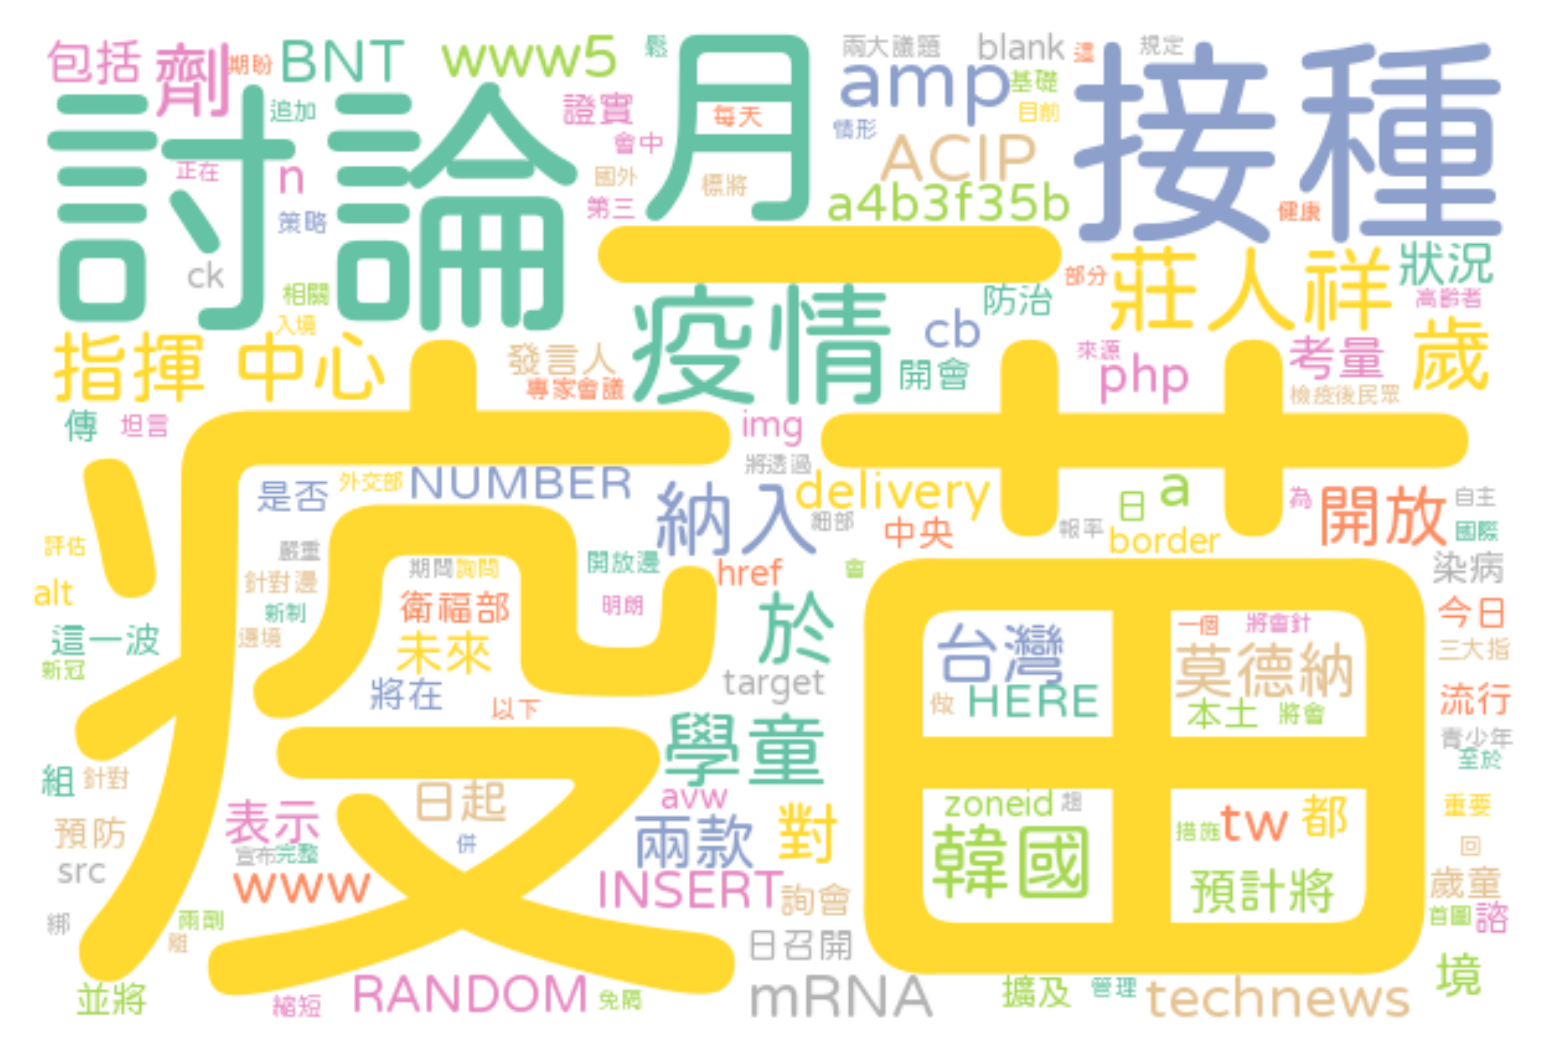 包括
劑
期盼
BNT
www5
鬆
月
兩大議題
blank
還
規定
接種
討論
追加
證實
每天
amp
基礎
目前
情形
會中
正在
n
國外
標將
ACIP
第三
a4b3f35b
健康
策略
一
ck
相關
入境
疫情
防治
部分
莊人祥
狀況
高齡者
指揮
中心
發言人
專家會議
cb
開會
來源
php
考量
歲
檢疫後民眾
傳
坦言
img
將透過
疫苗
是否
外交部
NUMBER
納入
細部
delivery
中央
報率
日
a
border
為
開放
自主
國際
評估
嚴重
針對邊
期間
詢問
開放邊
href
會
染病
alt
新制
衛福部
明朗
於
台灣
一個
將會針
今日
這一波
邊境
未來
莫德納
三大指
新冠
將在
以下
target
做
HERE
本土
將會
流行
青少年
至於
組
針對
學童
日起
avw
zoneid
趨
重要
預防
表示
宣布
完整
併
兩款
對
韓國
措施
tw
都
回
src
www
INSERT
詢會
預計將
歲童
綁
兩劑
離
首圖
諮
日召開
並將
縮短
RANDOM
免隔
mRNA
擴及
管理
technews
境